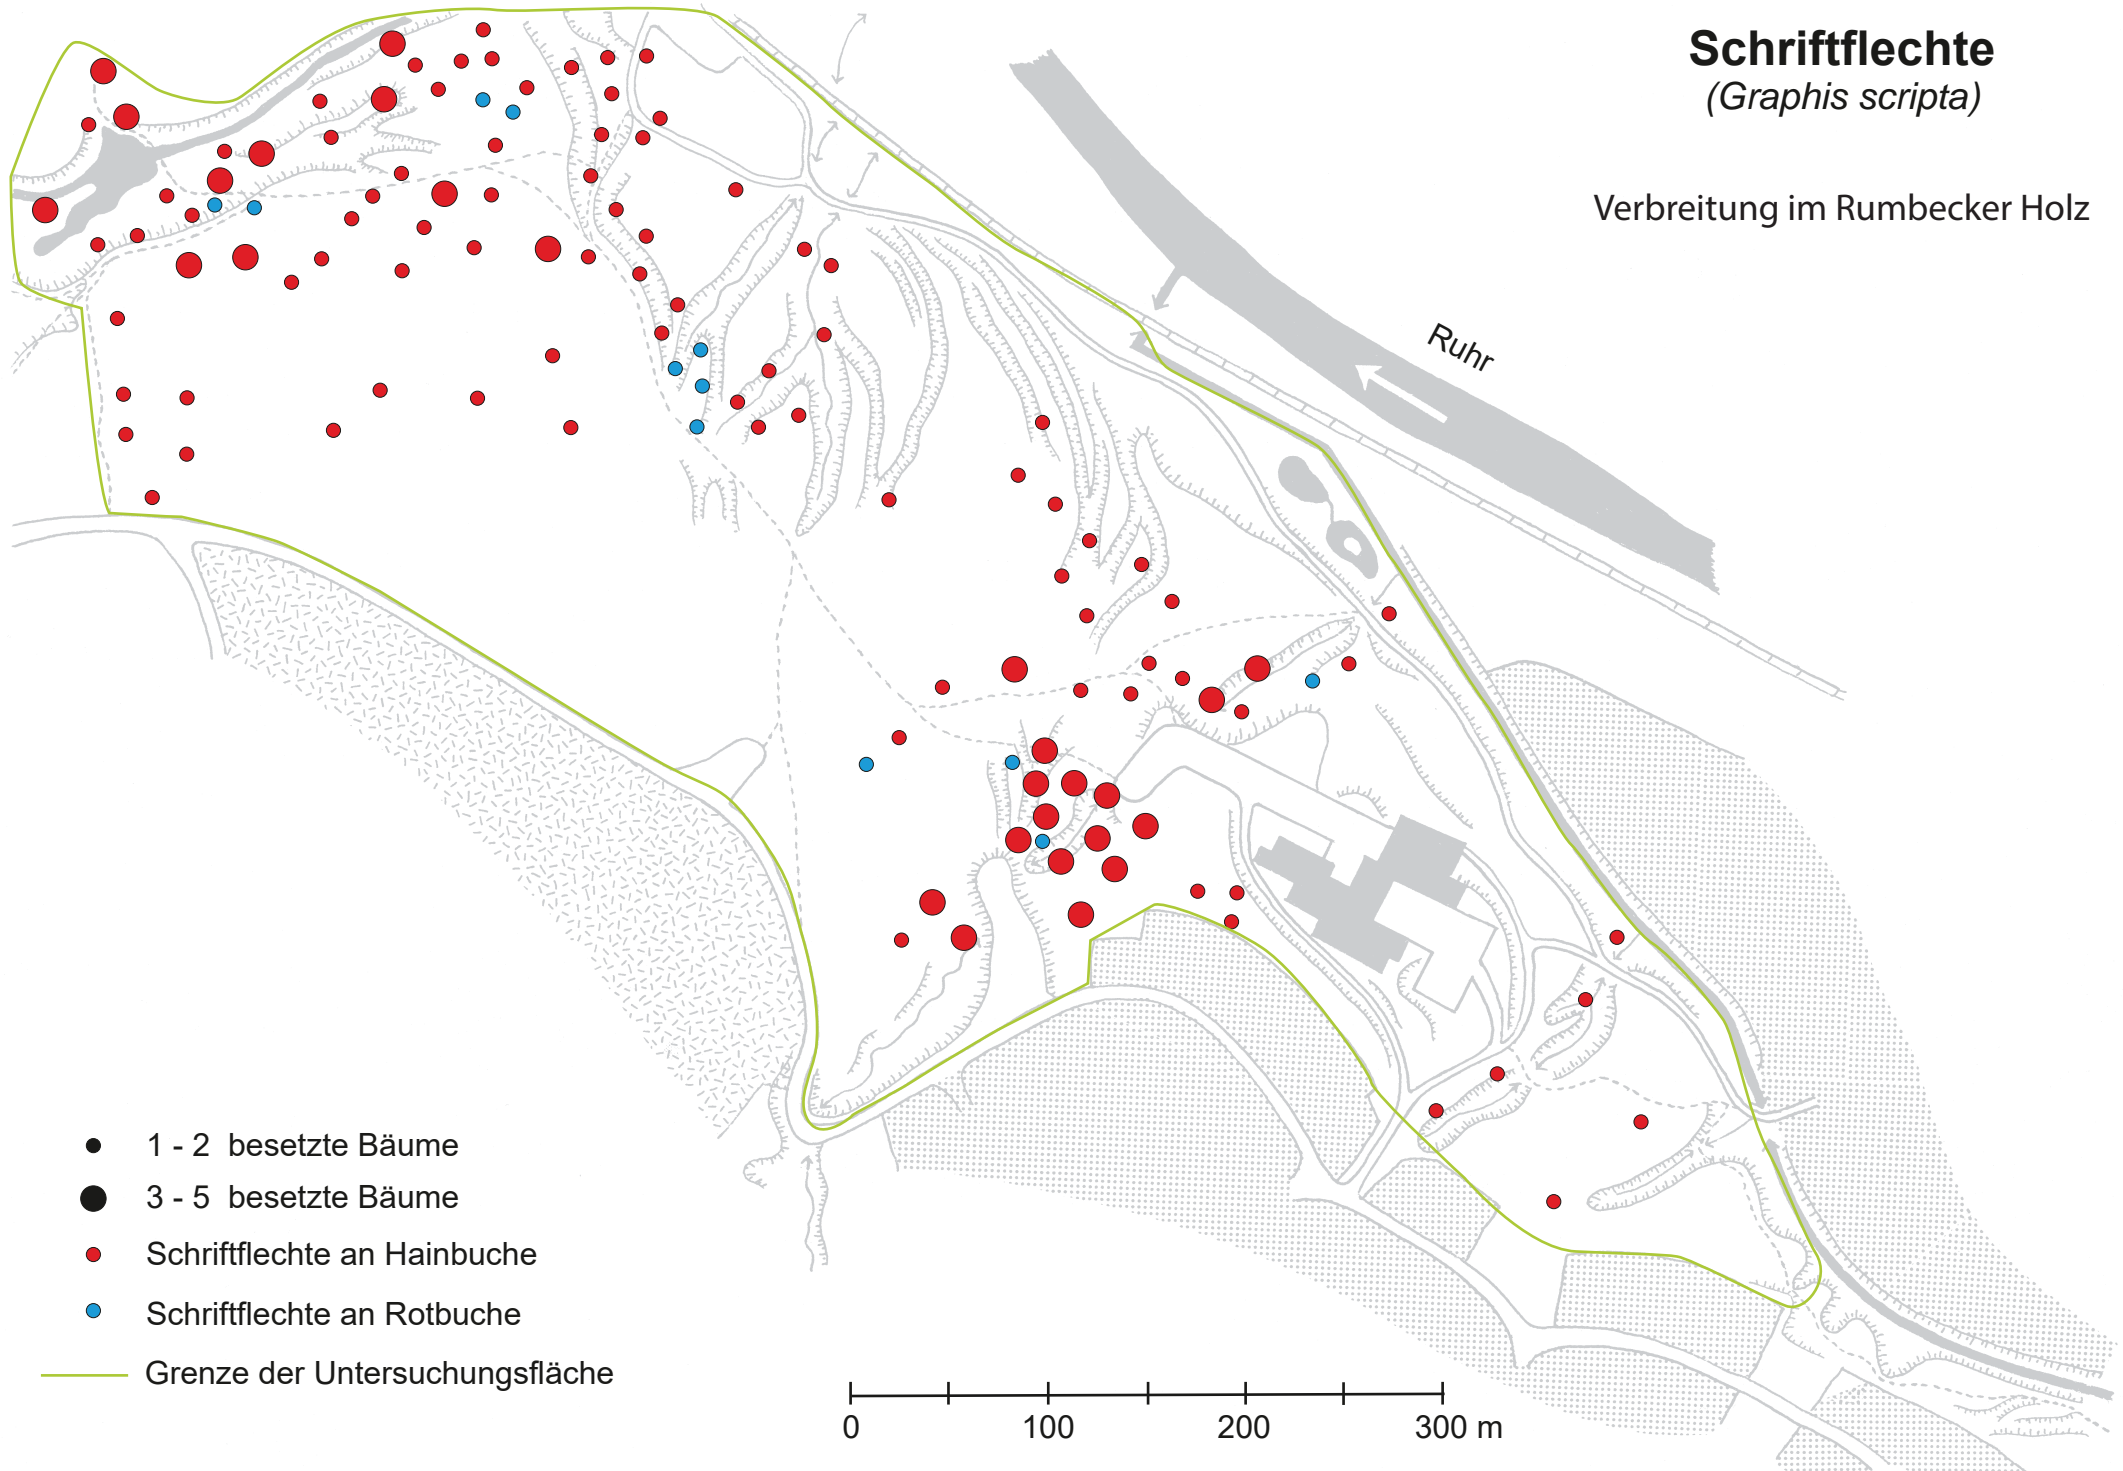 Schriftflechte
(Graphis scripta)
Verbreitung im Rumbecker Holz
Ruhr
1 - 2 besetzte Bäume
3 - 5 besetzte Bäume
Schriftflechte an Hainbuche
Schriftflechte an Rotbuche
Grenze der Untersuchungsfläche
0 100 200 300 m